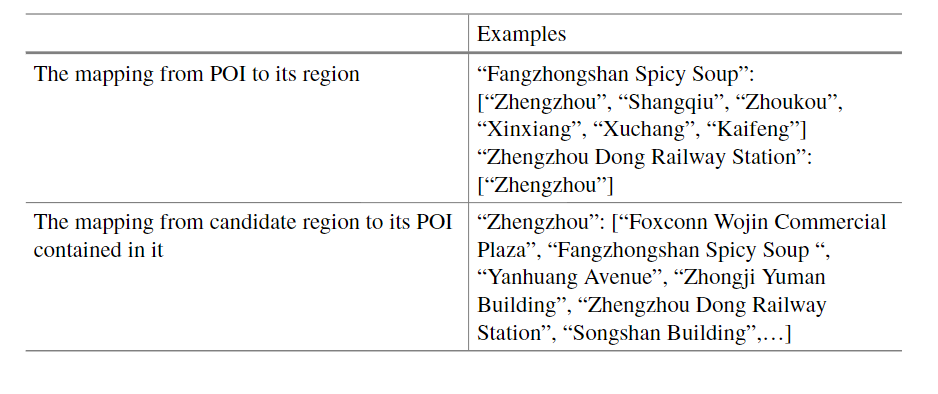 Examples
The mapping from POI to its region
“Fangzhongshan Spicy Soup”:
[“Zhengzhou”, “Shangqiu”, “Zhoukou”,
“Xinxiang”, “Xuchang”, “Kaifeng”]
“Zhengzhou Dong Railway Station”:
[“Zhengzhou”]
The mapping from candidate region to its POI
contained in it
“Zhengzhou”: [“Foxconn Wojin Commercial
Plaza”, “Fangzhongshan Spicy Soup “,
“Yanhuang Avenue”, “Zhongji Yuman
Building”, “Zhengzhou Dong Railway
Station”, “Songshan Building”,…]